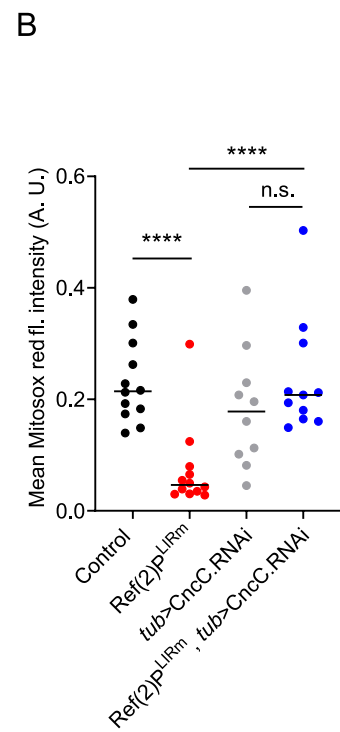 B
****
n.s.
****
Mean Mitosox red fl. intensity (A. U.)
0.6
0.4
0.2
0.0
Control
Ref(2)P^LIRm
tub>CncC.RNAi
Ref(2)P^LIRm, tub>CncC.RNAi